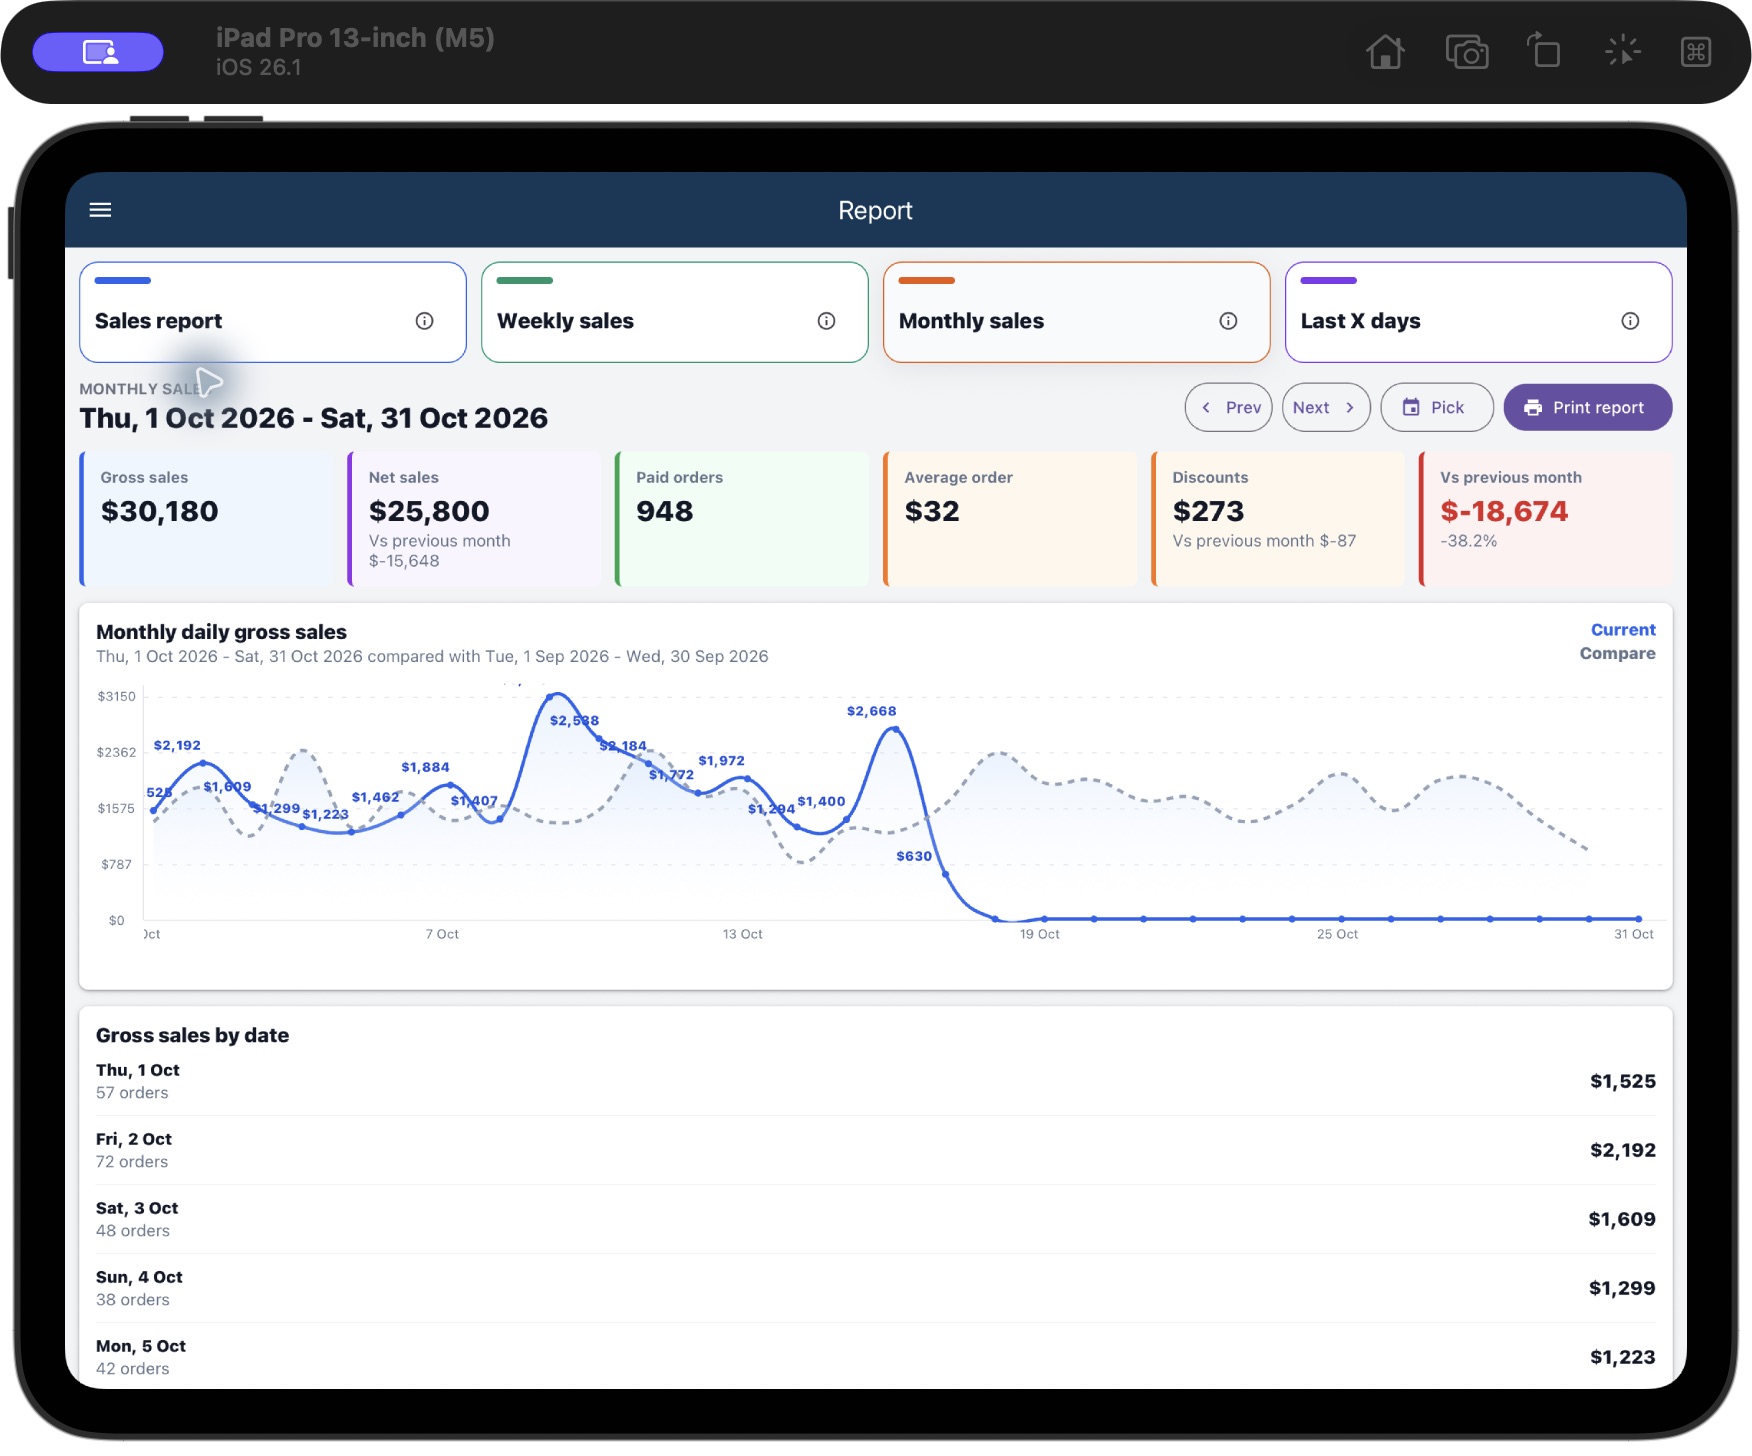 iPad Pro 13-inch (M5)
iOS 26.1
Report
Sales report
Weekly sales
Monthly sales
Last X days
MONTHLY SALE
Thu, 1 Oct 2026 - Sat, 31 Oct 2026
Prev
Next
Pick
Print report
Gross sales
$30,180
Net sales
$25,800
Vs previous month
$-15,648
Paid orders
948
Average order
$32
Discounts
$273
Vs previous month $-87
Vs previous month
$-18,674
-38.2%
Monthly daily gross sales
Thu, 1 Oct 2026 - Sat, 31 Oct 2026 compared with Tue, 1 Sep 2026 - Wed, 30 Sep 2026
Current
Compare
$3150
$2362
$1575
$787
$0
$2,192
$1,609
$1,299
$1,223
$1,462
$1,884
$1,407
$2,184
$1,772
$1,972
$1,294
$1,400
$2,668
$630
7 Oct
13 Oct
19 Oct
25 Oct
31 Oct
Gross sales by date
Thu, 1 Oct
57 orders
$1,525
Fri, 2 Oct
72 orders
$2,192
Sat, 3 Oct
48 orders
$1,609
Sun, 4 Oct
38 orders
$1,299
Mon, 5 Oct
42 orders
$1,223